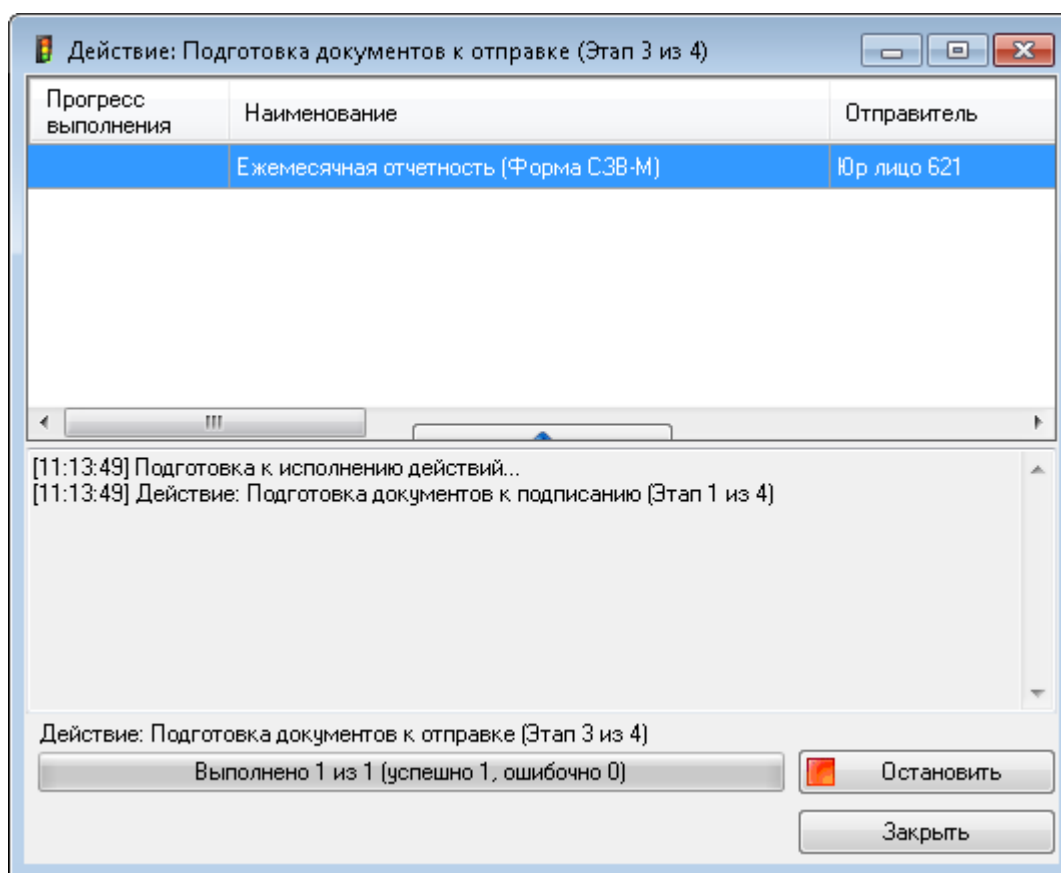 Действие: Подготовка документов к отправке (Этап 3 из 4)
Прогресс
выполнения
Наименование
Отправитель
Ежемесячная отчетность (Форма СЗВ-М)
Юр лицо 621
[11:13:49] Подготовка к исполнению действий...
[11:13:49] Действие: Подготовка документов к подписанию (Этап 1 из 4)
Действие: Подготовка документов к отправке (Этап 3 из 4)
Выполнено 1 из 1 (успешно 1, ошибочно 0)
Остановить
Закрыть